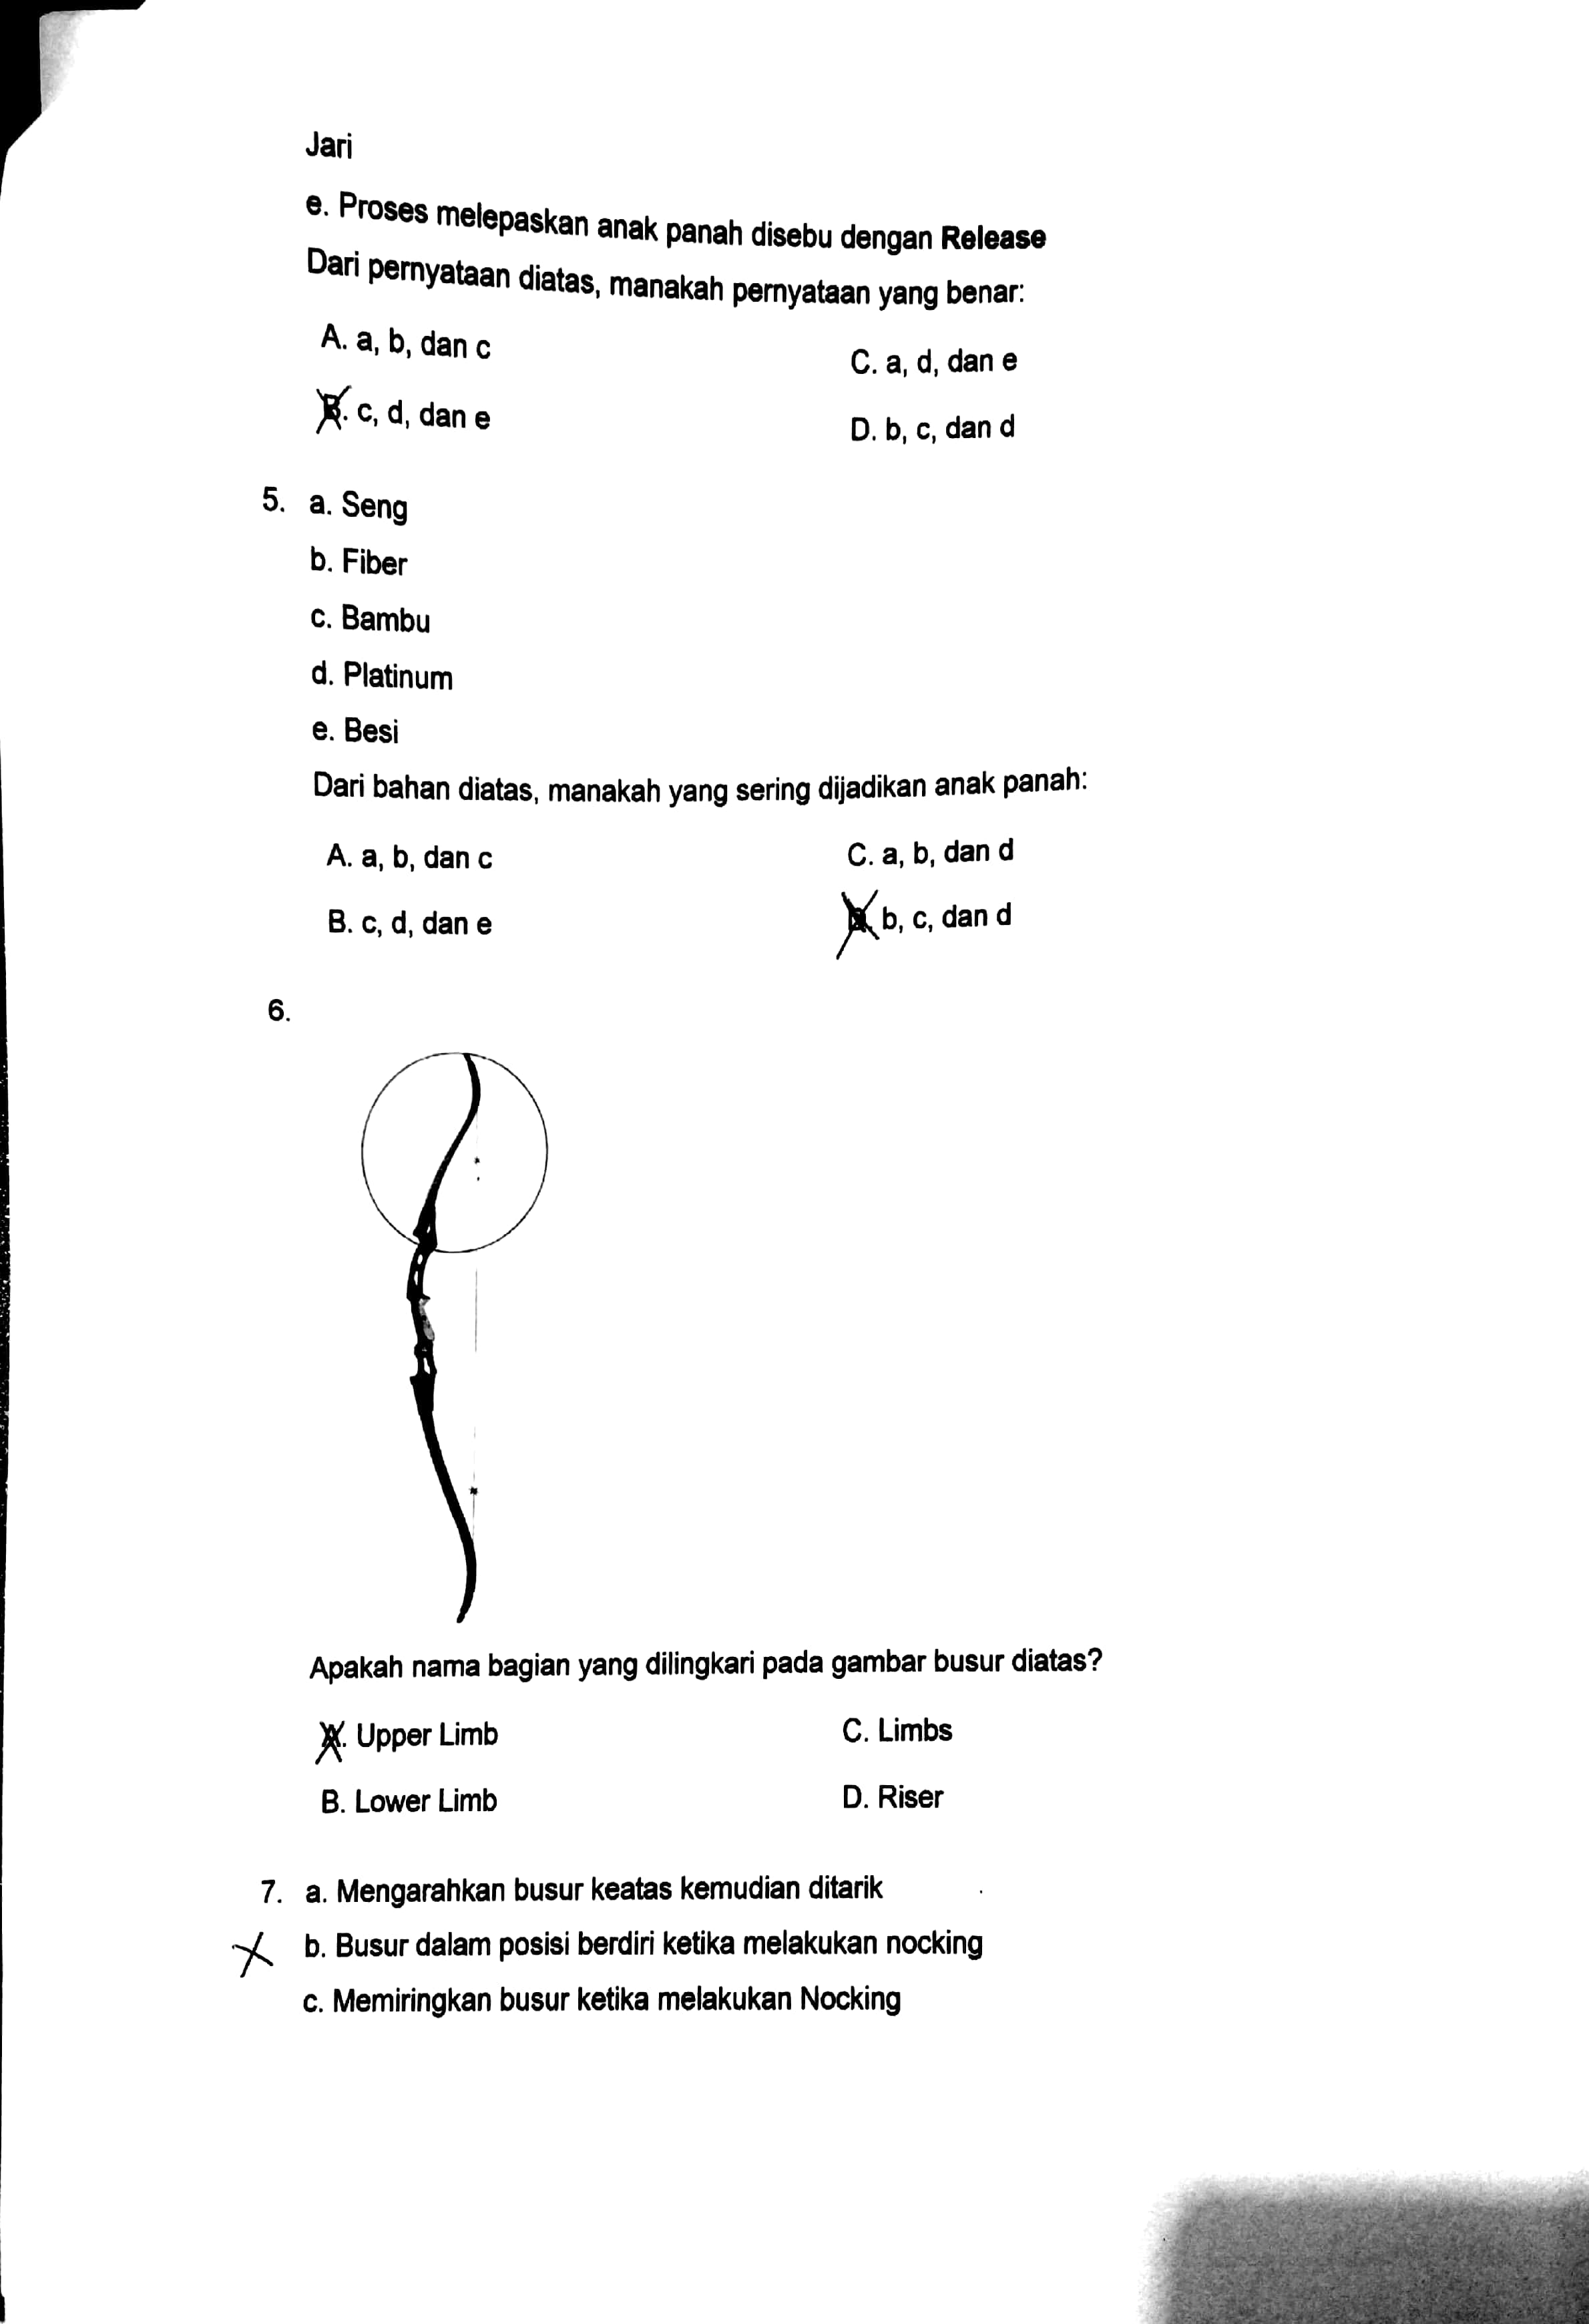 Jari
e. Proses melepaskan anak panah disebu dengan Release
Dari pernyataan diatas, manakah pernyataan yang benar:
A. a, b, dan c
C. a, d, dan e
B. c, d, dan e
D. b, c, dan d
5. a. Seng
b. Fiber
c. Bambu
d. Platinum
e. Besi
Dari bahan diatas, manakah yang sering dijadikan anak panah:
A. a, b, dan c
C. a, b, dan d
B. c, d, dan e
D. b, c, dan d
6.
Apakah nama bagian yang dilingkari pada gambar busur diatas?
A. Upper Limb
C. Limbs
B. Lower Limb
D. Riser
7. a. Mengarahkan busur keatas kemudian ditarik
b. Busur dalam posisi berdiri ketika melakukan nocking
c. Memiringkan busur ketika melakukan Nocking